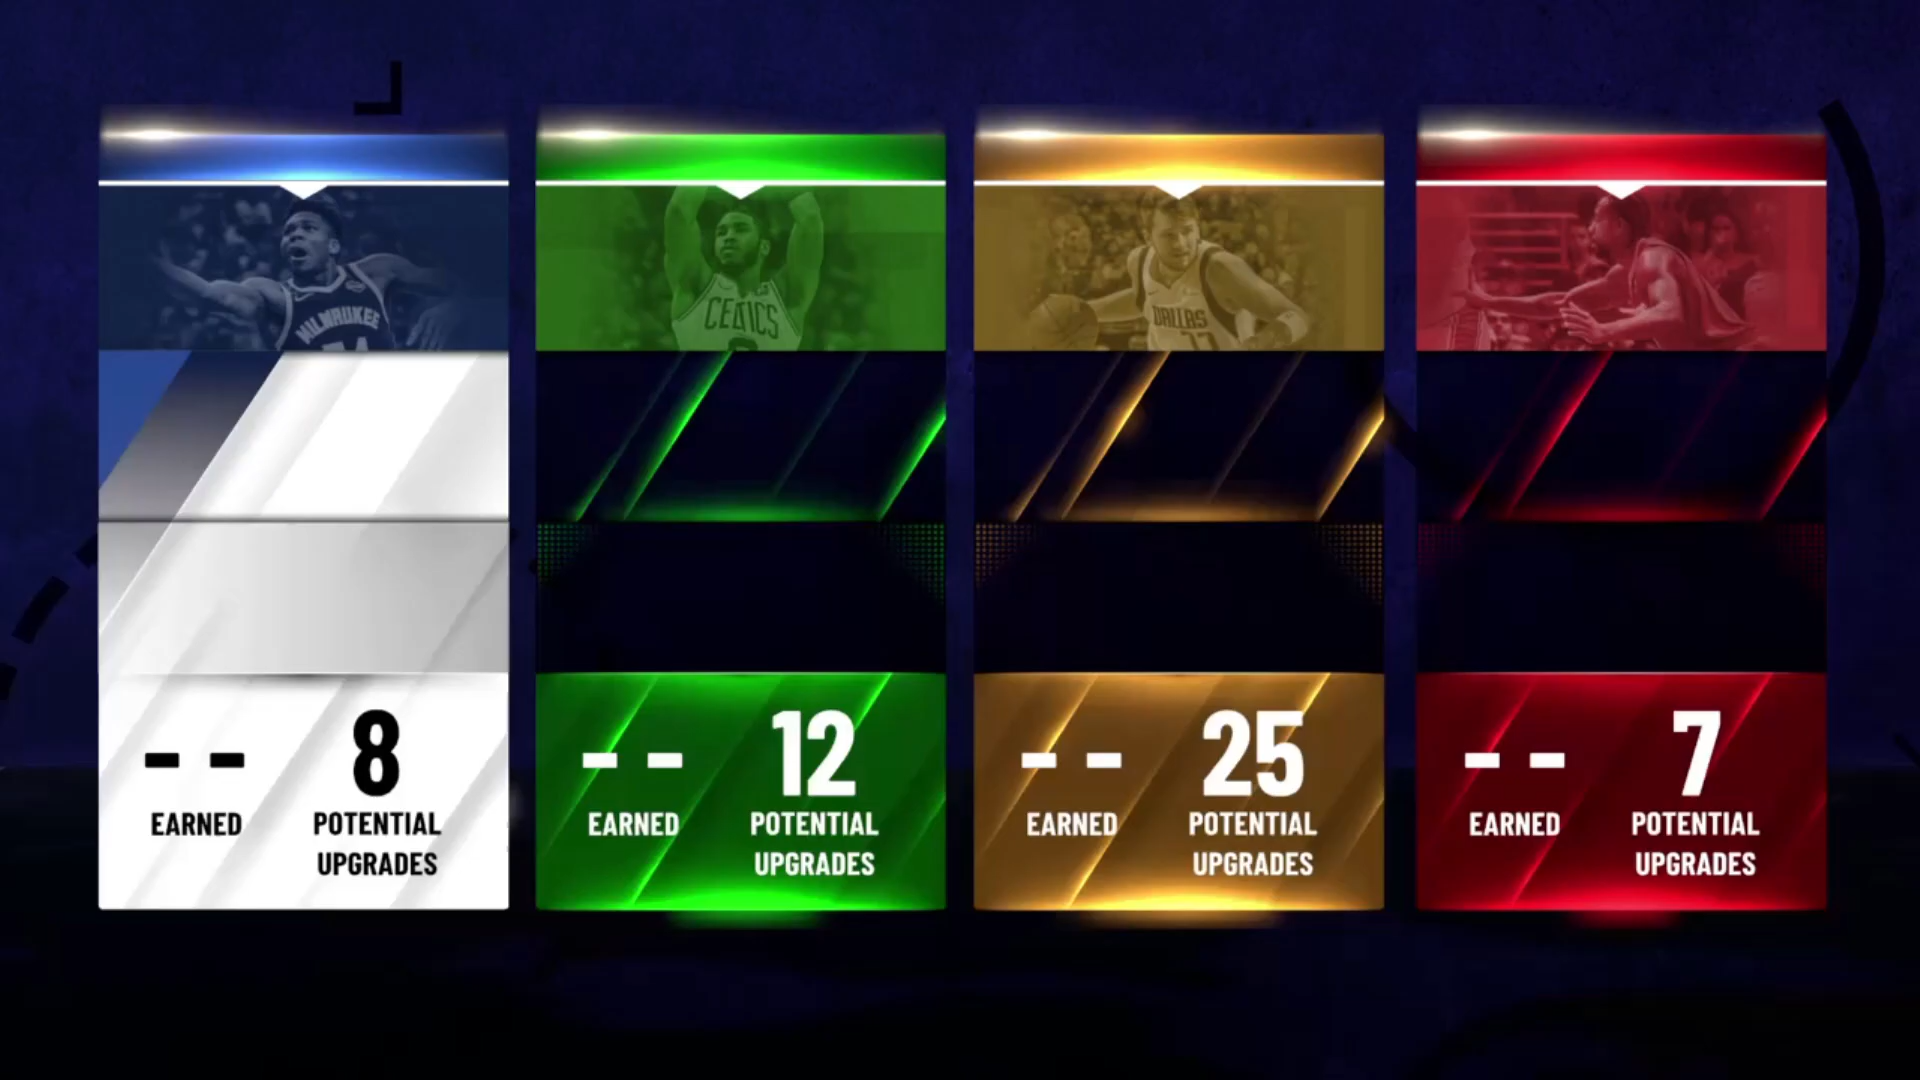 MILWAUKEE
CELTICS
DALLAS
77
-- 8
EARNED POTENTIAL
UPGRADES
-- 12
EARNED POTENTIAL
UPGRADES
-- 25
EARNED POTENTIAL
UPGRADES
-- 7
EARNED POTENTIAL
UPGRADES